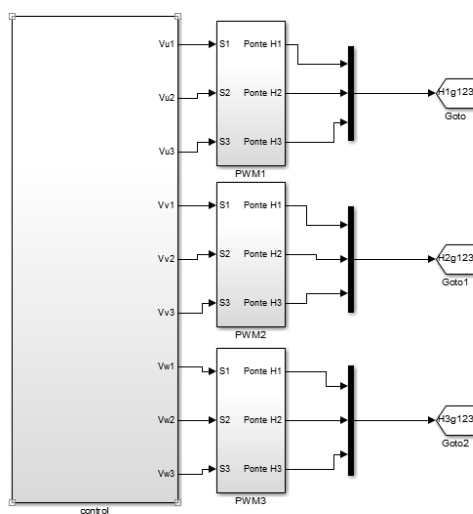 Vu1
S1 Ponte H1
Vu2
S2 Ponte H2
H1g123
Goto
Vu3
S3 Ponte H3
PWM1
Vv1
S1 Ponte H1
Vv2
S2 Ponte H2
H2g123
Goto1
Vv3
S3 Ponte H3
PWM2
Vw1
S1 Ponte H1
Vw2
S2 Ponte H2
H3g123
Goto2
Vw3
S3 Ponte H3
PWM3
control